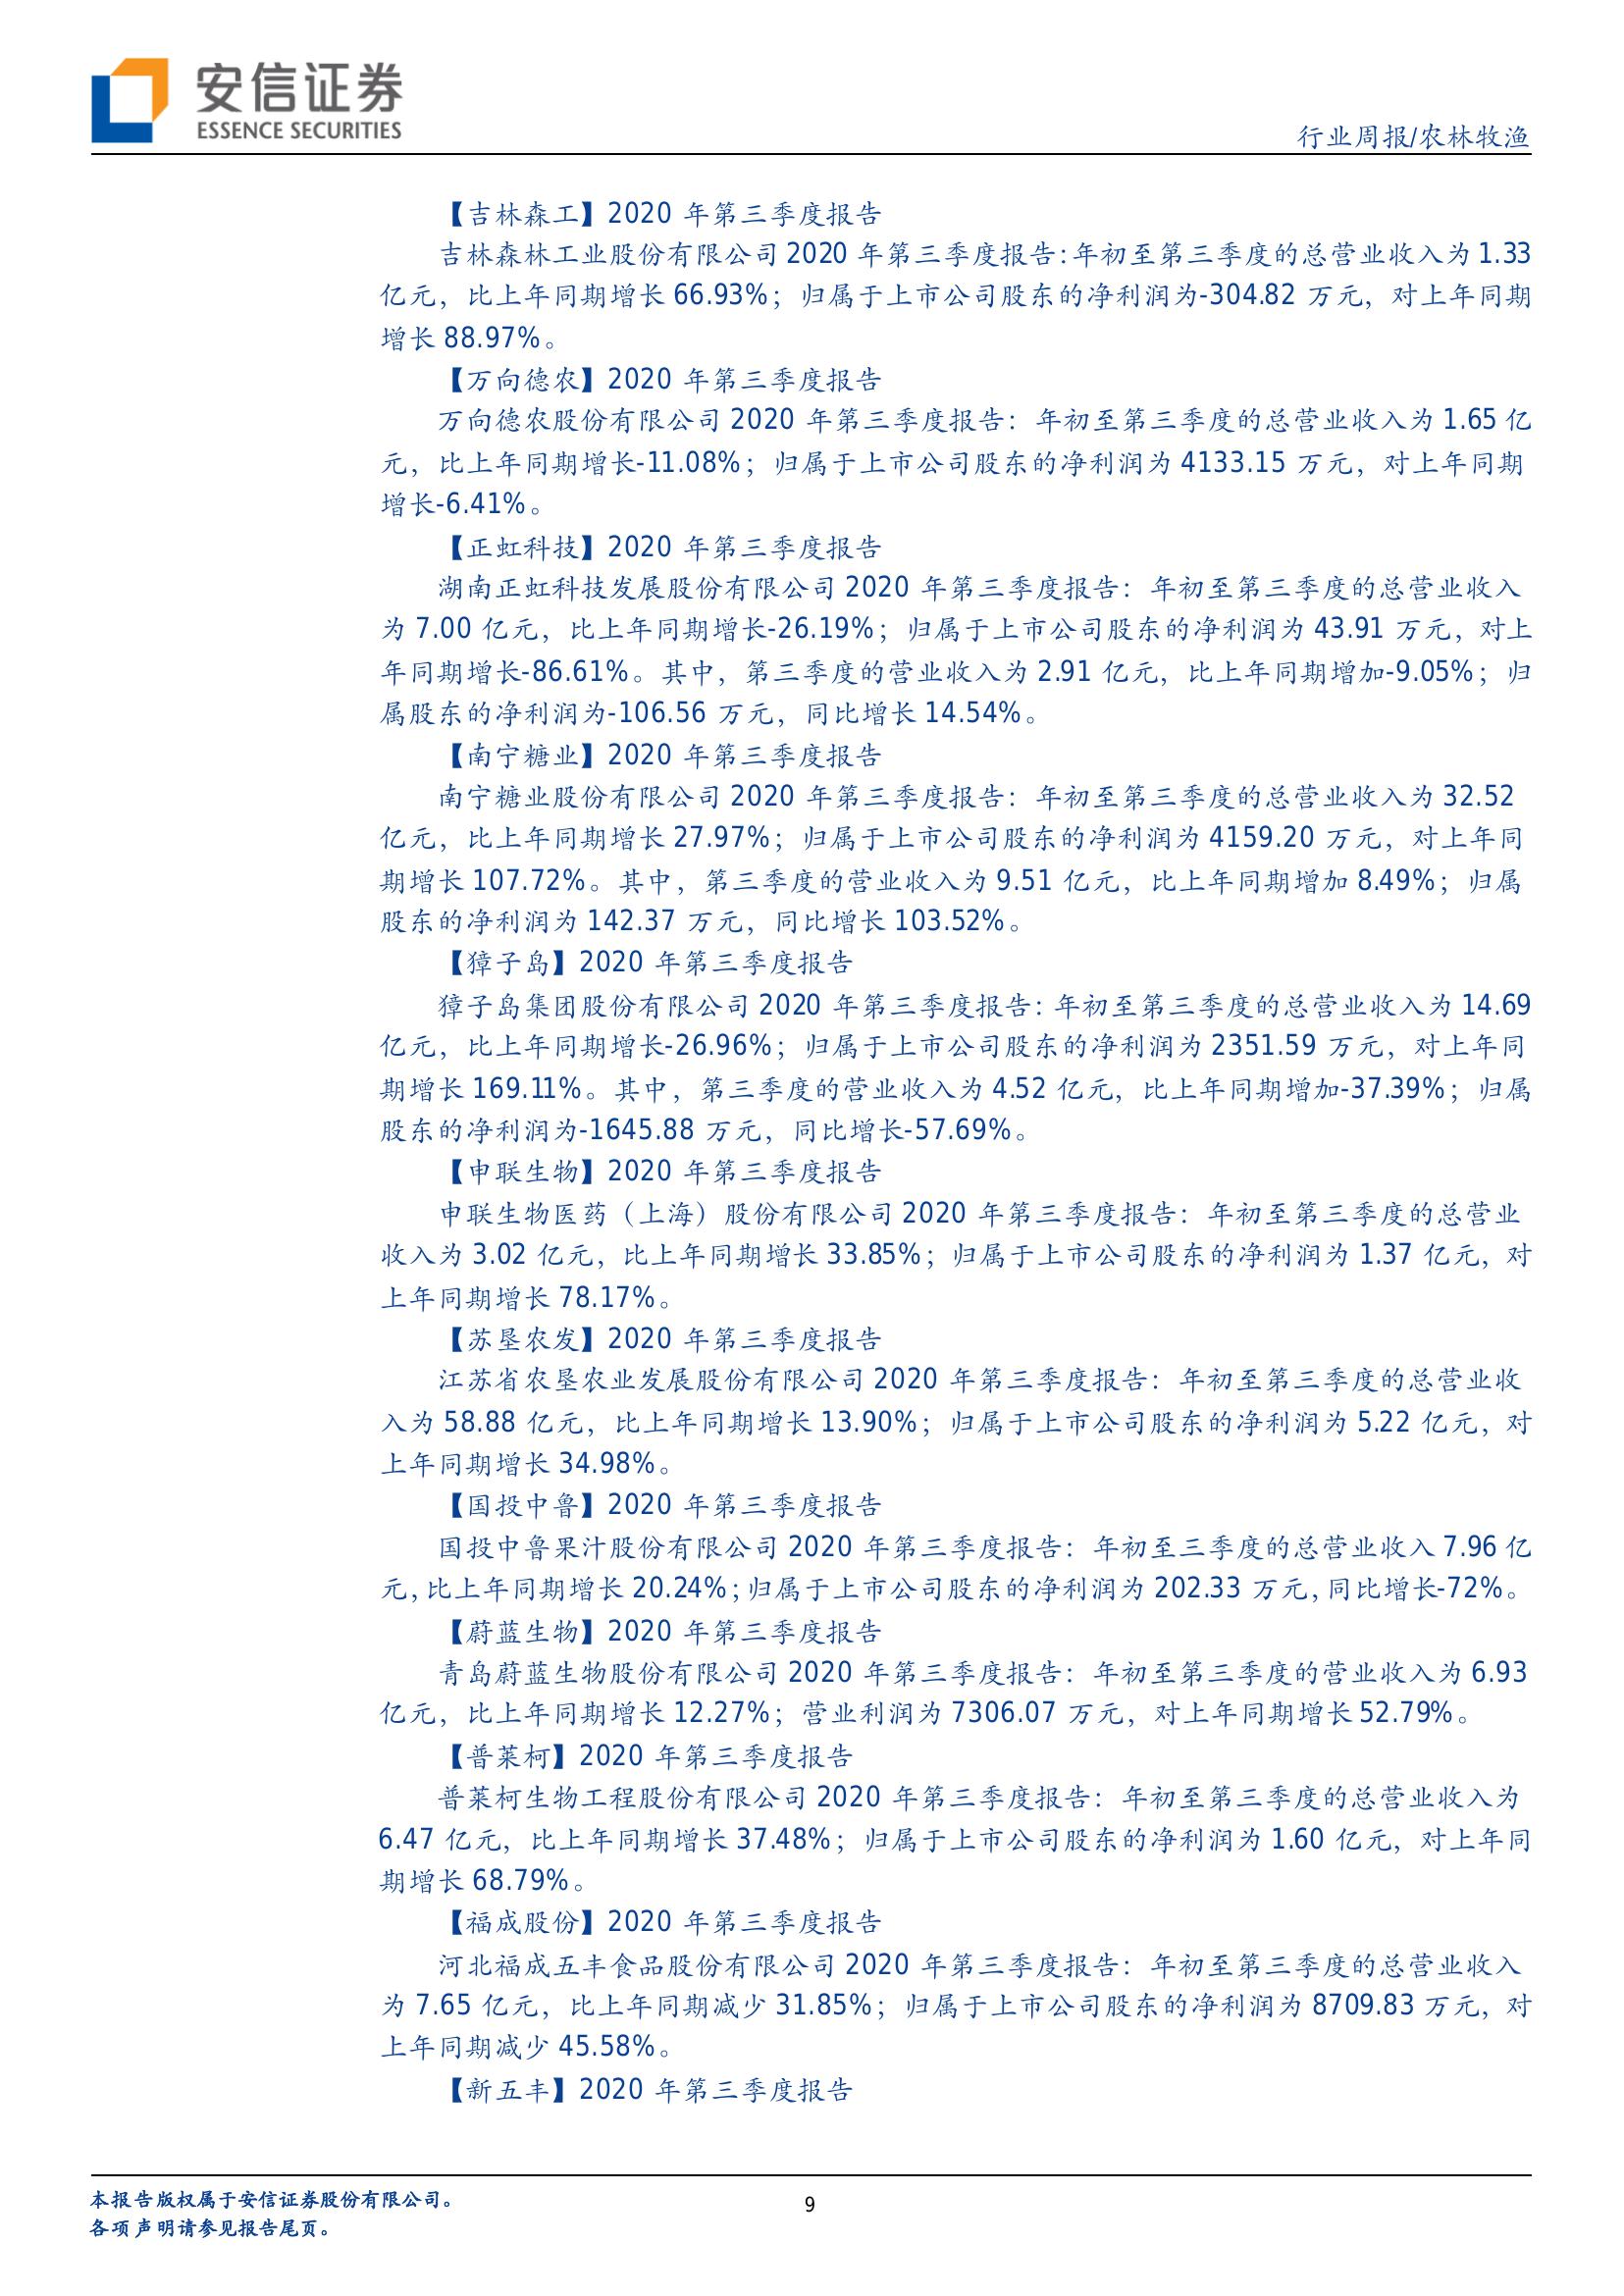 安信证券
ESSENCE SECURITIES
行业周报/农林牧渔
【吉林森工】2020 年第三季度报告
吉林森林工业股份有限公司 2020 年第三季度报告:年初至第三季度的总营业收入为 1.33
亿元，比上年同期增长 66.93%；归属于上市公司股东的净利润为-304.82 万元，对上年同期
增长 88.97%。
【万向德农】2020 年第三季度报告
万向德农股份有限公司 2020 年第三季度报告：年初至第三季度的总营业收入为 1.65 亿
元，比上年同期增长-11.08%；归属于上市公司股东的净利润为 4133.15 万元，对上年同期
增长-6.41%。
【正虹科技】2020 年第三季度报告
湖南正虹科技发展股份有限公司 2020 年第三季度报告：年初至第三季度的总营业收入
为 7.00 亿元，比上年同期增长-26.19%；归属于上市公司股东的净利润为 43.91 万元，对上
年同期增长-86.61%。其中，第三季度的营业收入为 2.91 亿元，比上年同期增加-9.05%；归
属股东的净利润为-106.56 万元，同比增长 14.54%。
【南宁糖业】2020 年第三季度报告
南宁糖业股份有限公司 2020 年第三季度报告：年初至第三季度的总营业收入为 32.52
亿元，比上年同期增长 27.97%；归属于上市公司股东的净利润为 4159.20 万元，对上年同
期增长 107.72%。其中，第三季度的营业收入为 9.51 亿元，比上年同期增加 8.49%；归属
股东的净利润为 142.37 万元，同比增长 103.52%。
【獐子岛】2020 年第三季度报告
獐子岛集团股份有限公司 2020 年第三季度报告：年初至第三季度的总营业收入为 14.69
亿元，比上年同期增长-26.96%；归属于上市公司股东的净利润为 2351.59 万元，对上年同
期增长 169.11%。其中，第三季度的营业收入为 4.52 亿元，比上年同期增加-37.39%；归属
股东的净利润为-1645.88 万元，同比增长-57.69%。
【申联生物】2020 年第三季度报告
申联生物医药（上海）股份有限公司 2020 年第三季度报告：年初至第三季度的总营业
收入为 3.02 亿元，比上年同期增长 33.85%；归属于上市公司股东的净利润为 1.37 亿元，对
上年同期增长 78.17%。
【苏垦农发】2020 年第三季度报告
江苏省农垦农业发展股份有限公司 2020 年第三季度报告：年初至第三季度的总营业收
入为 58.88 亿元，比上年同期增长 13.90%；归属于上市公司股东的净利润为 5.22 亿元，对
上年同期增长 34.98%。
【国投中鲁】2020 年第三季度报告
国投中鲁果汁股份有限公司 2020 年第三季度报告：年初至三季度的总营业收入 7.96 亿
元，比上年同期增长 20.24%；归属于上市公司股东的净利润为 202.33 万元，同比增长-72%。
【蔚蓝生物】2020 年第三季度报告
青岛蔚蓝生物股份有限公司 2020 年第三季度报告：年初至第三季度的营业收入为 6.93
亿元，比上年同期增长 12.27%；营业利润为 7306.07 万元，对上年同期增长 52.79%。
【普莱柯】2020 年第三季度报告
普莱柯生物工程股份有限公司 2020 年第三季度报告：年初至第三季度的总营业收入为
6.47 亿元，比上年同期增长 37.48%；归属于上市公司股东的净利润为 1.60 亿元，对上年同
期增长 68.79%。
【福成股份】2020 年第三季度报告
河北福成五丰食品股份有限公司 2020 年第三季度报告：年初至第三季度的总营业收入
为 7.65 亿元，比上年同期减少 31.85%；归属于上市公司股东的净利润为 8709.83 万元，对
上年同期减少 45.58%。
【新五丰】2020 年第三季度报告
本报告版权属于安信证券股份有限公司。
9
各项声明请参见报告尾页。